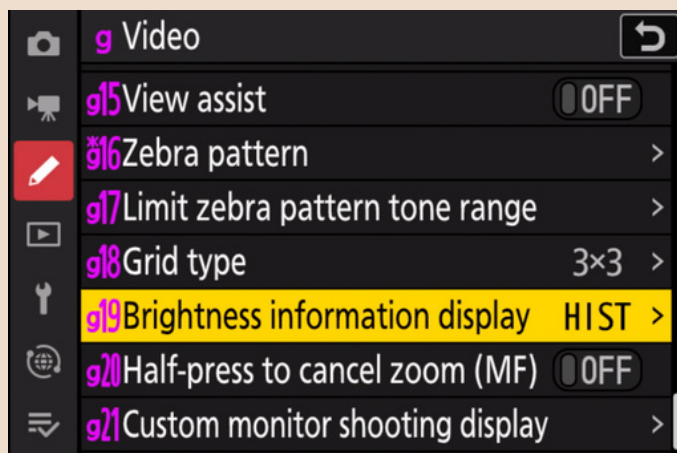 g Video
g15 View assist OFF
g16 Zebra pattern >
g17 Limit zebra pattern tone range >
g18 Grid type 3×3 >
g19 Brightness information display HIST >
g20 Half-press to cancel zoom (MF) OFF
g21 Custom monitor shooting display >